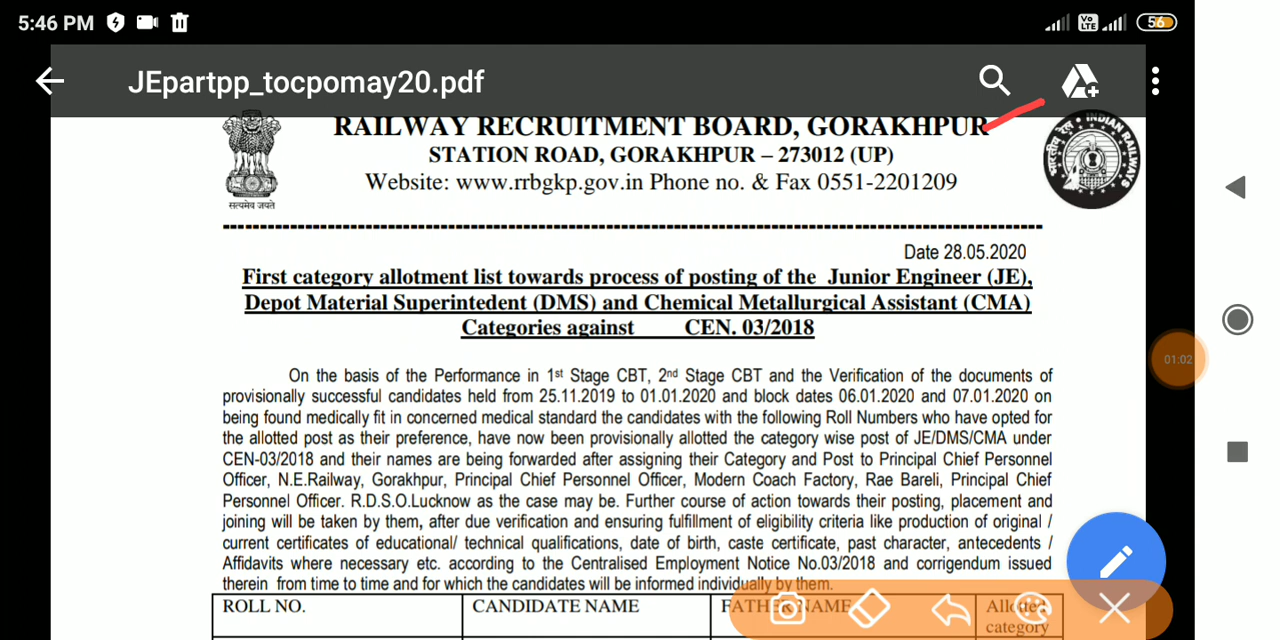 5:46 PM
Vo LTE
56
JEpartpp_tocpomay20.pdf
RAILWAY RECRUITMENT BOARD, GORAKHPUR
STATION ROAD, GORAKHPUR – 273012 (UP)
Website: www.rrbgkp.gov.in Phone no. & Fax 0551-2201209
सत्यमेव जयते
भारतीय रेल • INDIAN RAILWAYS
Date 28.05.2020
First category allotment list towards process of posting of the Junior Engineer (JE),
Depot Material Superintedent (DMS) and Chemical Metallurgical Assistant (CMA)
Categories against CEN. 03/2018
01:02
On the basis of the Performance in 1st Stage CBT, 2nd Stage CBT and the Verification of the documents of
provisionally successful candidates held from 25.11.2019 to 01.01.2020 and block dates 06.01.2020 and 07.01.2020 on
being found medically fit in concerned medical standard the candidates with the following Roll Numbers who have opted for
the allotted post as their preference, have now been provisionally allotted the category wise post of JE/DMS/CMA under
CEN-03/2018 and their names are being forwarded after assigning their Category and Post to Principal Chief Personnel
Officer, N.E.Railway, Gorakhpur, Principal Chief Personnel Officer, Modern Coach Factory, Rae Bareli, Principal Chief
Personnel Officer. R.D.S.O.Lucknow as the case may be. Further course of action towards their posting, placement and
joining will be taken by them, after due verification and ensuring fulfillment of eligibility criteria like production of original /
current certificates of educational/ technical qualifications, date of birth, caste certificate, past character, antecedents /
Affidavits where necessary etc. according to the Centralised Employment Notice No.03/2018 and corrigendum issued
therein from time to time and for which the candidates will be informed individually by them.
ROLL NO. CANDIDATE NAME FATHER NAME Allotted
category